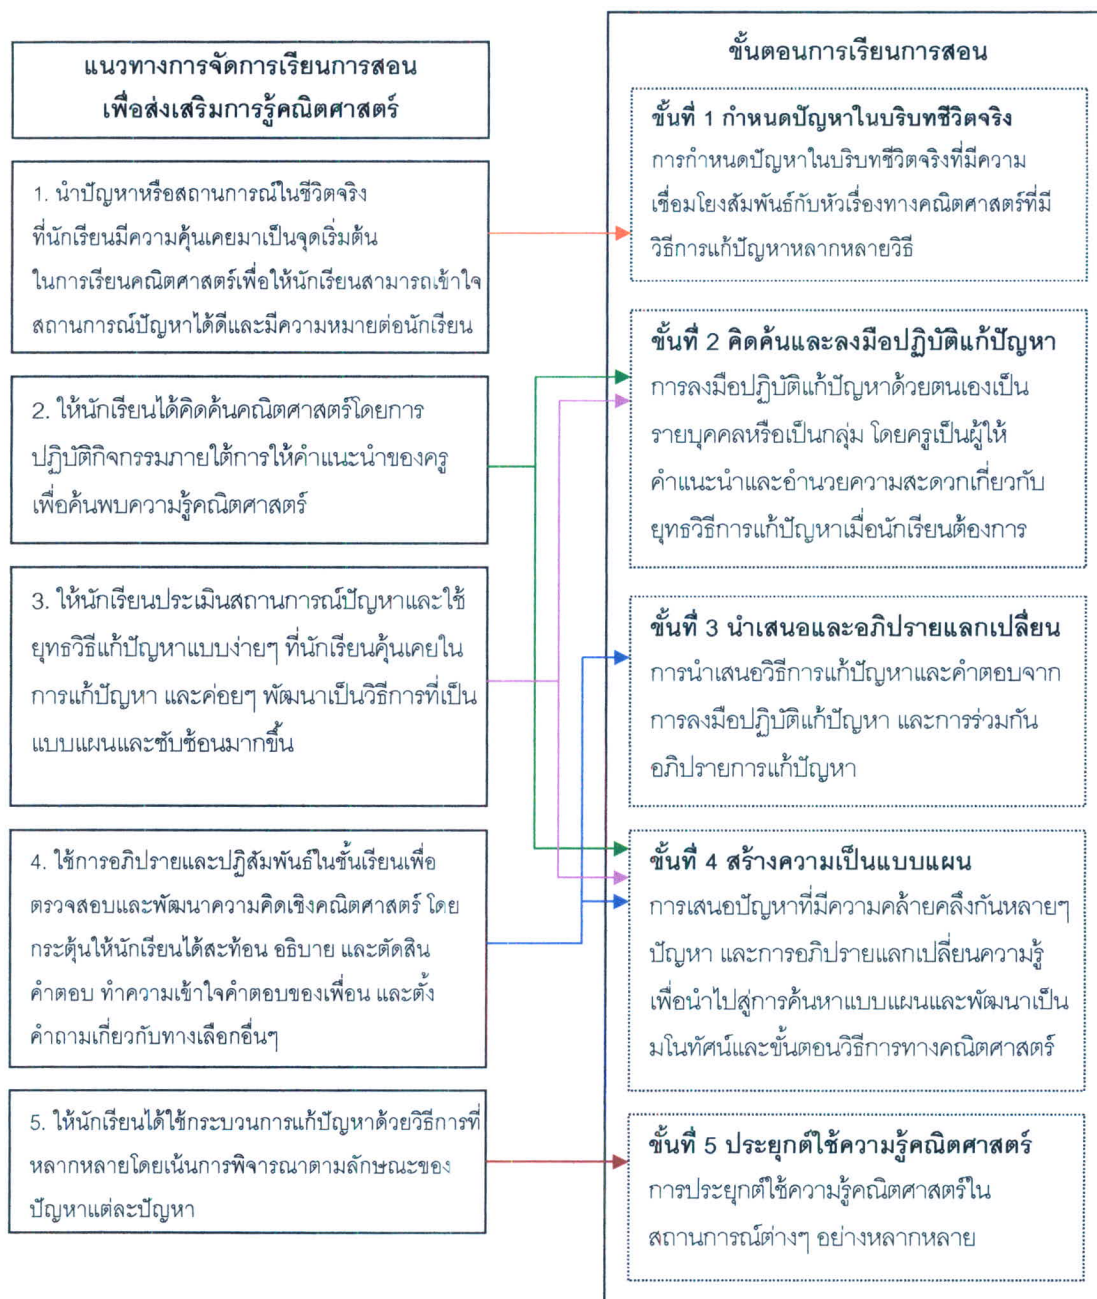 แนวทางการจัดการเรียนการสอน
เพื่อส่งเสริมการรู้คณิตศาสตร์
1. นำปัญหาหรือสถานการณ์ในชีวิตจริง
ที่นักเรียนมีความคุ้นเคยมาเป็นจุดเริ่มต้น
ในการเรียนคณิตศาสตร์เพื่อให้นักเรียนสามารถเข้าใจ
สถานการณ์ปัญหาได้ดีและมีความหมายต่อนักเรียน
2. ให้นักเรียนได้คิดค้นคณิตศาสตร์โดยการ
ปฏิบัติกิจกรรมภายใต้การให้คำแนะนำของครู
เพื่อค้นพบความรู้คณิตศาสตร์
3. ให้นักเรียนประเมินสถานการณ์ปัญหาและใช้
ยุทธวิธีแก้ปัญหาแบบง่ายๆ ที่นักเรียนคุ้นเคยใน
การแก้ปัญหา และค่อยๆ พัฒนาเป็นวิธีการที่เป็น
แบบแผนและซับซ้อนมากขึ้น
4. ใช้การอภิปรายและปฏิสัมพันธ์ในชั้นเรียนเพื่อ
ตรวจสอบและพัฒนาความคิดเชิงคณิตศาสตร์ โดย
กระตุ้นให้นักเรียนได้สะท้อน อธิบาย และตัดสิน
คำตอบ ทำความเข้าใจคำตอบของเพื่อน และตั้ง
คำถามเกี่ยวกับทางเลือกอื่นๆ
5. ให้นักเรียนได้ใช้กระบวนการแก้ปัญหาด้วยวิธีการที่
หลากหลายโดยเน้นการพิจารณาตามลักษณะของ
ปัญหาแต่ละปัญหา
ขั้นตอนการเรียนการสอน
ขั้นที่ 1 กำหนดปัญหาในบริบทชีวิตจริง
การกำหนดปัญหาในบริบทชีวิตจริงที่มีความ
เชื่อมโยงสัมพันธ์กับหัวเรื่องทางคณิตศาสตร์ที่มี
วิธีการแก้ปัญหาหลากหลายวิธี
ขั้นที่ 2 คิดค้นและลงมือปฏิบัติแก้ปัญหา
การลงมือปฏิบัติแก้ปัญหาด้วยตนเองเป็น
รายบุคคลหรือเป็นกลุ่ม โดยครูเป็นผู้ให้
คำแนะนำและอำนวยความสะดวกเกี่ยวกับ
ยุทธวิธีการแก้ปัญหาเมื่อนักเรียนต้องการ
ขั้นที่ 3 นำเสนอและอภิปรายแลกเปลี่ยน
การนำเสนอวิธีการแก้ปัญหาและคำตอบจาก
การลงมือปฏิบัติแก้ปัญหา และการร่วมกัน
อภิปรายการแก้ปัญหา
ขั้นที่ 4 สร้างความเป็นแบบแผน
การเสนอปัญหาที่มีความคล้ายคลึงกันหลายๆ
ปัญหา และการอภิปรายแลกเปลี่ยนความรู้
เพื่อนำไปสู่การค้นหาแบบแผนและพัฒนาเป็น
มโนทัศน์และขั้นตอนวิธีการทางคณิตศาสตร์
ขั้นที่ 5 ประยุกต์ใช้ความรู้คณิตศาสตร์
การประยุกต์ใช้ความรู้คณิตศาสตร์ใน
สถานการณ์ต่างๆ อย่างหลากหลาย